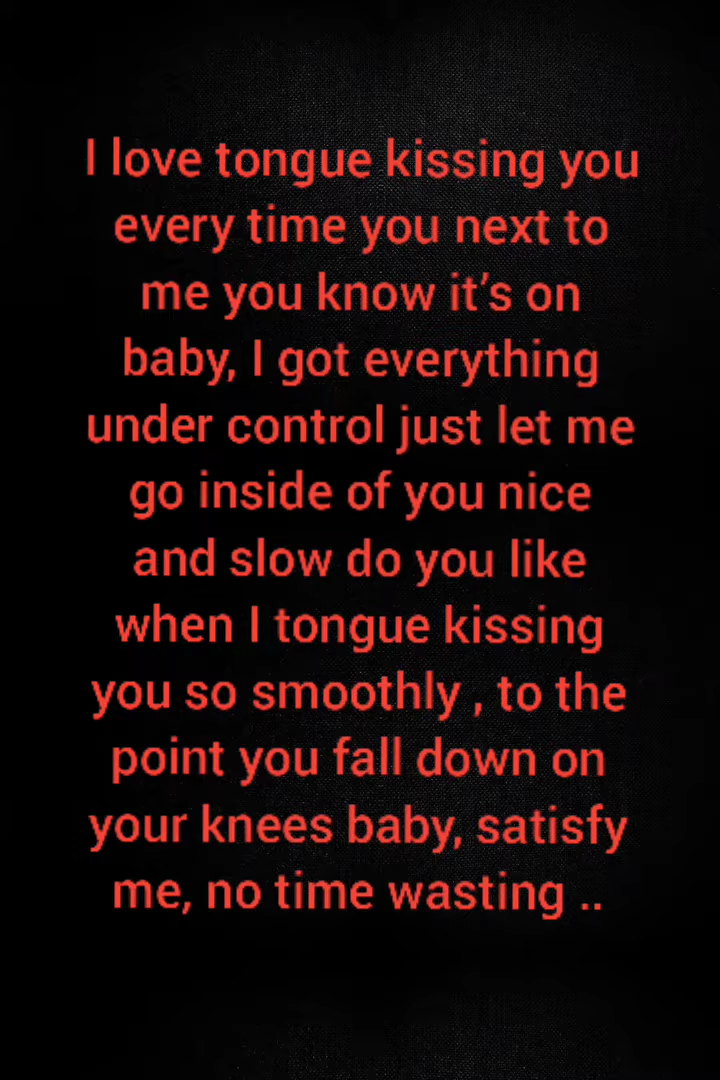 I love tongue kissing you
every time you next to
me you know it’s on
baby, I got everything
under control just let me
go inside of you nice
and slow do you like
when I tongue kissing
you so smoothly , to the
point you fall down on
your knees baby, satisfy
me, no time wasting ..